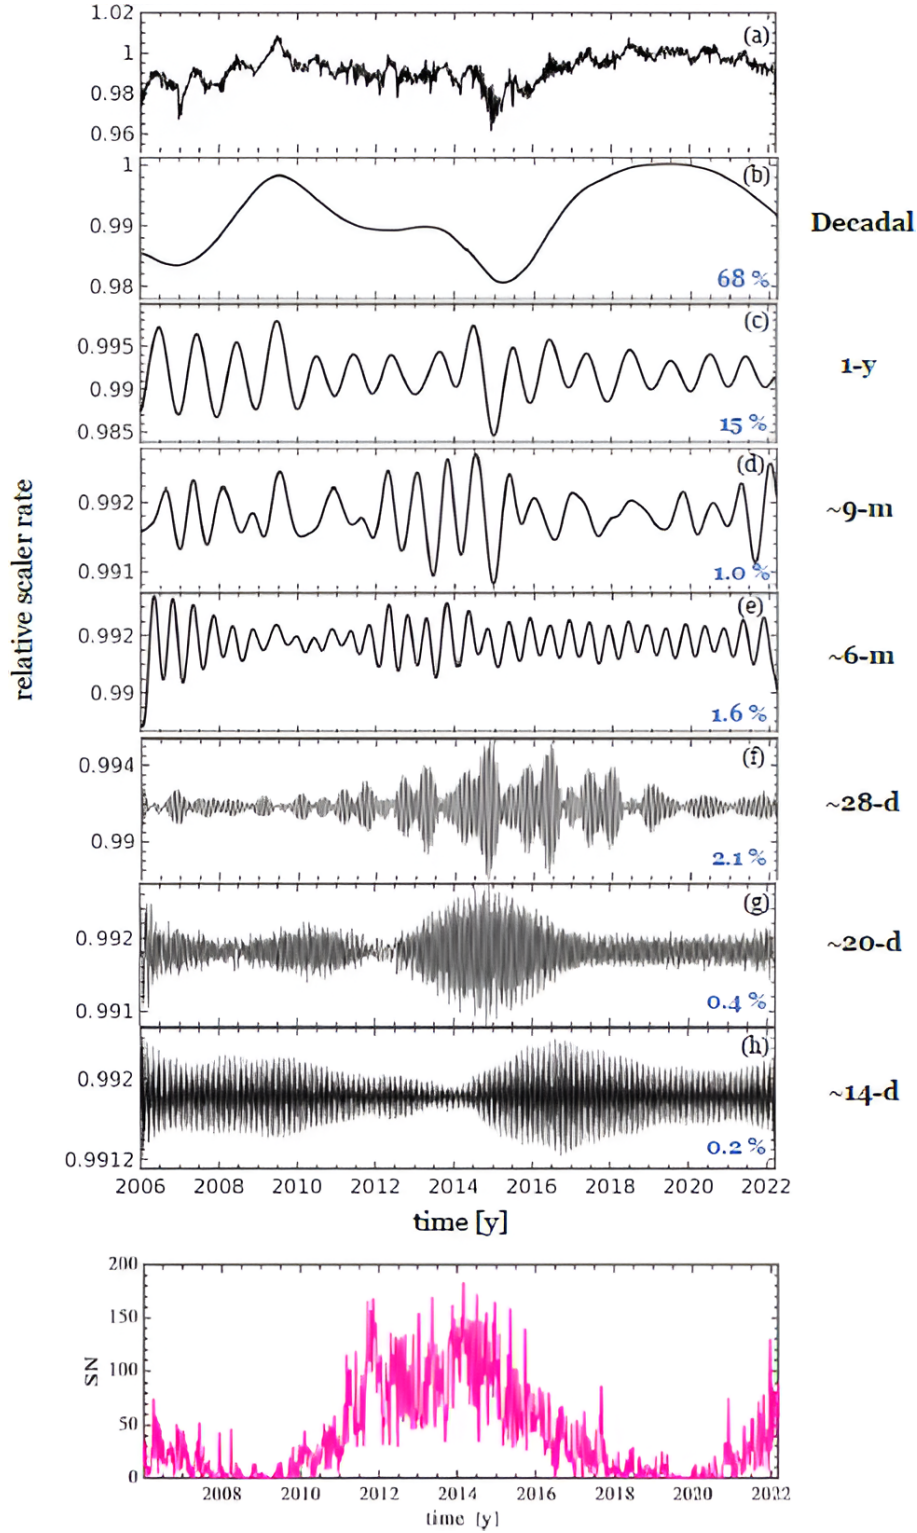 1.02
1
0.98
0.96
(a)
1
0.99
0.98
(b)
68 %
Decadal
0.995
0.99
0.985
(c)
15 %
1-y
0.992
0.991
(d)
1.0 %
~9-m
relative scaler rate
0.992
0.99
(e)
1.6 %
~6-m
0.994
0.99
(f)
2.1 %
~28-d
0.992
0.991
(g)
0.4 %
~20-d
0.992
0.9912
(h)
0.2 %
~14-d
2006 2008 2010 2012 2014 2016 2018 2020 2022
time [y]
200
150
100
50
0
SN
2008 2010 2012 2014 2016 2018 2020 2022
time [y]